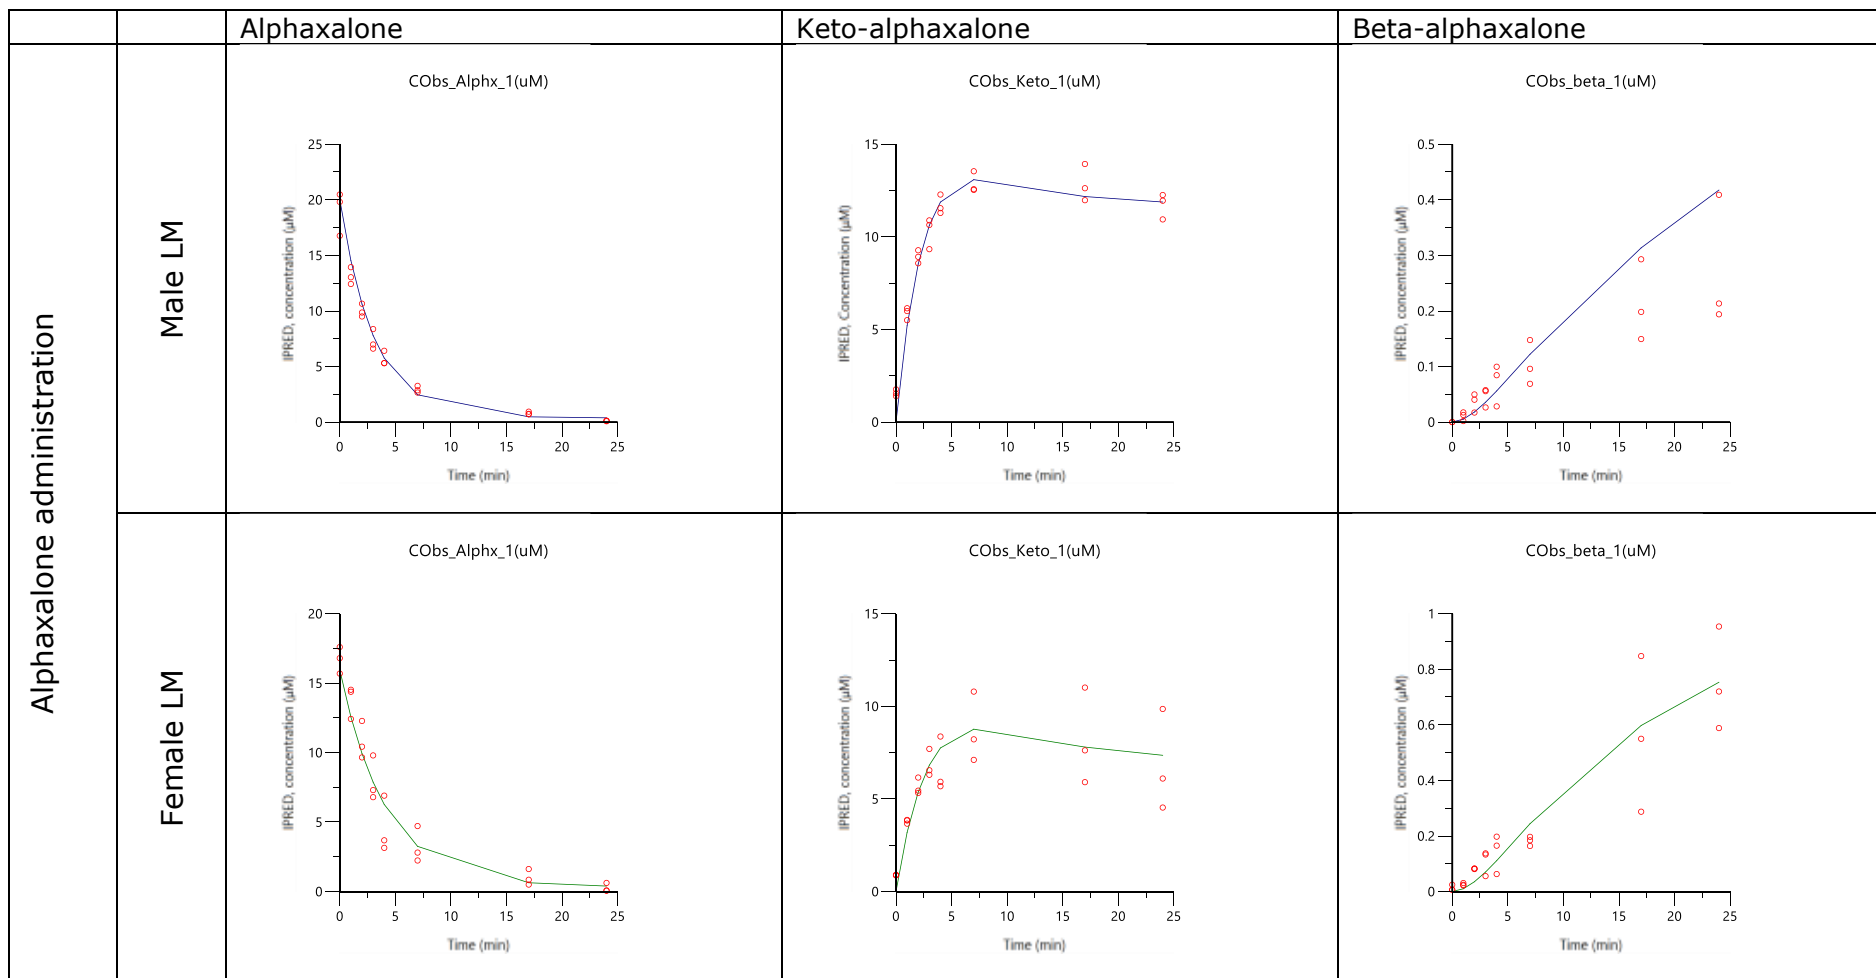 Alphaxalone
Keto-alphaxalone
Beta-alphaxalone
Alphaxalone administration
Male LM
CObs_Alphx_1(uM)
25
20
15
10
5
0
IPRED, concentration (µM)
0 5 10 15 20 25
Time (min)
CObs_Keto_1(uM)
15
10
5
0
IPRED, Concentration (µM)
0 5 10 15 20 25
Time (min)
CObs_beta_1(uM)
0.5
0.4
0.3
0.2
0.1
0
IPRED, concentration (µM)
0 5 10 15 20 25
Time (min)
Female LM
CObs_Alphx_1(uM)
20
15
10
5
0
IPRED, concentration (µM)
0 5 10 15 20 25
Time (min)
CObs_Keto_1(uM)
15
10
5
0
IPRED, concentration (µM)
0 5 10 15 20 25
Time (min)
CObs_beta_1(uM)
1
0.8
0.6
0.4
0.2
0
IPRED, concentration (µM)
0 5 10 15 20 25
Time (min)